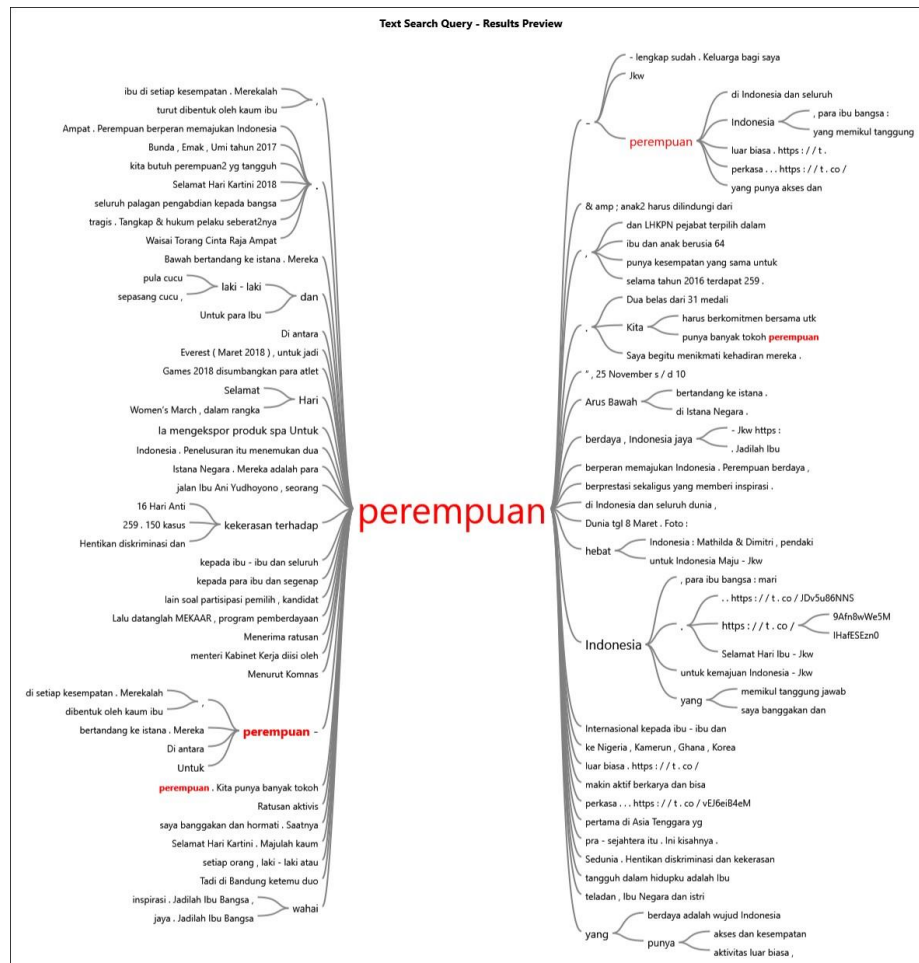 Text Search Query - Results Preview
ibu di setiap kesempatan . Merekalah
turut dibentuk oleh kaum ibu
,
Ampat . Perempuan berperan memajukan Indonesia
Bunda , Emak , Umi tahun 2017
kita butuh perempuan2 yg tangguh
Selamat Hari Kartini 2018
seluruh palagan pengabdian kepada bangsa
tragis . Tangkap & hukum pelaku seberat2nya
Waisai Torang Cinta Raja Ampat
.
Bawah bertandang ke istana . Mereka
pula cucu
sepasang cucu ,
laki - laki
Untuk para Ibu
dan
Di antara
Everest ( Maret 2018 ) , untuk jadi
Games 2018 disumbangkan para atlet
Selamat
Women's March , dalam rangka
Hari
Ia mengekspor produk spa Untuk
Indonesia . Penelusuran itu menemukan dua
Istana Negara . Mereka adalah para
jalan Ibu Ani Yudhoyono , seorang
16 Hari Anti
259 . 150 kasus
Hentikan diskriminasi dan
kekerasan terhadap
kepada ibu - ibu dan seluruh
kepada para ibu dan segenap
lain soal partisipasi pemilih , kandidat
Lalu datanglah MEKAAR , program pemberdayaan
Menerima ratusan
menteri Kabinet Kerja diisi oleh
Menurut Komnas
di setiap kesempatan . Merekalah
dibentuk oleh kaum ibu
,
bertandang ke istana . Mereka
Di antara
Untuk
perempuan -
perempuan . Kita punya banyak tokoh
Ratusan aktivis
saya banggakan dan hormati . Saatnya
Selamat Hari Kartini . Majulah kaum
setiap orang , laki - laki atau
Tadi di Bandung ketemu duo
inspirasi . Jadilah Ibu Bangsa ,
jaya . Jadilah Ibu Bangsa
wahai
perempuan
-
- lengkap sudah . Keluarga bagi saya
Jkw
perempuan
di Indonesia dan seluruh
Indonesia
, para ibu bangsa :
yang memikul tanggung
luar biasa . https : / / t .
perkasa . . . https : / / t . co /
yang punya akses dan
& amp ; anak2 harus dilindungi dari
,
dan LHKPN pejabat terpilih dalam
ibu dan anak berusia 64
punya kesempatan yang sama untuk
selama tahun 2016 terdapat 259 .
.
Dua belas dari 31 medali
Kita
harus berkomitmen bersama utk
punya banyak tokoh perempuan
Saya begitu menikmati kehadiran mereka .
" , 25 November s / d 10
Arus Bawah
bertandang ke istana .
di Istana Negara .
berdaya , Indonesia jaya
- Jkw https :
. Jadilah Ibu
berperan memajukan Indonesia . Perempuan berdaya ,
berprestasi sekaligus yang memberi inspirasi .
di Indonesia dan seluruh dunia ,
Dunia tgl 8 Maret . Foto :
hebat
Indonesia : Mathilda & Dimitri , pendaki
untuk Indonesia Maju - Jkw
Indonesia
, para ibu bangsa : mari
.
. . https : / / t . co / JDv5u86NNS
https : / / t . co /
9Afn8wWe5M
IHafESEzn0
Selamat Hari Ibu - Jkw
untuk kemajuan Indonesia - Jkw
yang
memikul tanggung jawab
saya banggakan dan
Internasional kepada ibu - ibu dan
ke Nigeria , Kamerun , Ghana , Korea
luar biasa . https : / / t . co /
makin aktif berkarya dan bisa
perkasa . . . https : / / t . co / vEJ6eiB4eM
pertama di Asia Tenggara yg
pra - sejahtera itu . Ini kisahnya .
Sedunia . Hentikan diskriminasi dan kekerasan
tangguh dalam hidupku adalah Ibu
teladan , Ibu Negara dan istri
yang
berdaya adalah wujud Indonesia
punya
akses dan kesempatan
aktivitas luar biasa ,